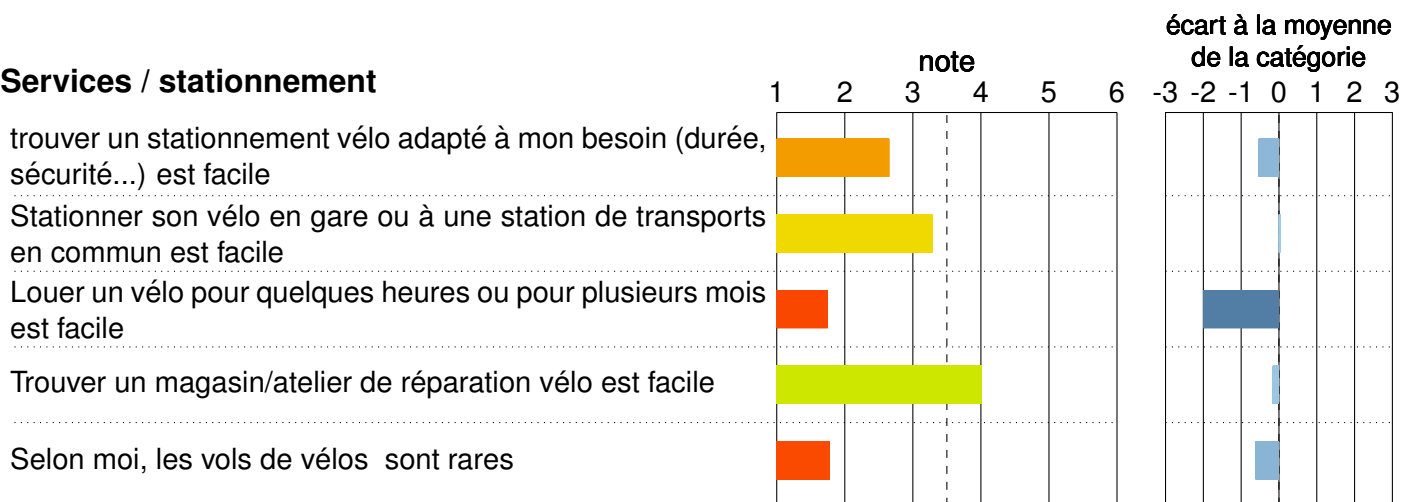 écart à la moyenne
note de la catégorie
Services / stationnement
1 2 3 4 5 6 -3 -2 -1 0 1 2 3
trouver un stationnement vélo adapté à mon besoin (durée,
sécurité...) est facile
Stationner son vélo en gare ou à une station de transports
en commun est facile
Louer un vélo pour quelques heures ou pour plusieurs mois
est facile
Trouver un magasin/atelier de réparation vélo est facile
Selon moi, les vols de vélos sont rares